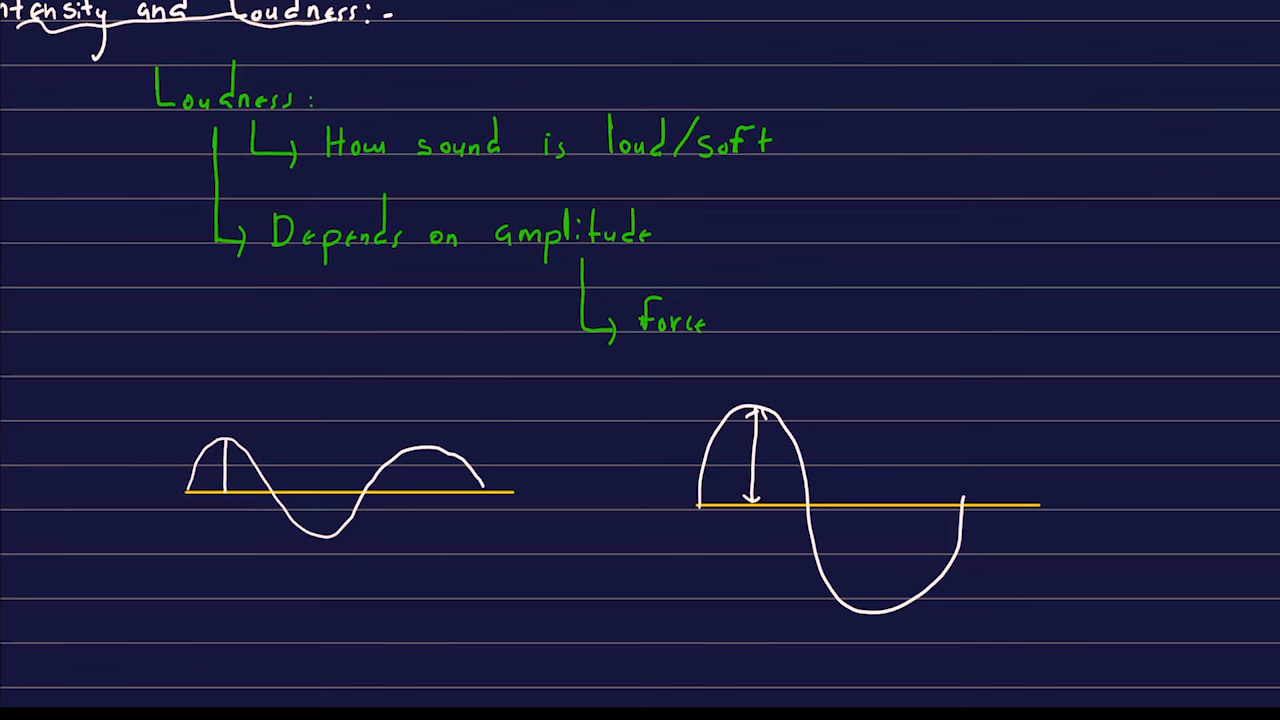 ntensity and Loudness:-
Loudness:
How sound is loud/soft
Depends on amplitude
force